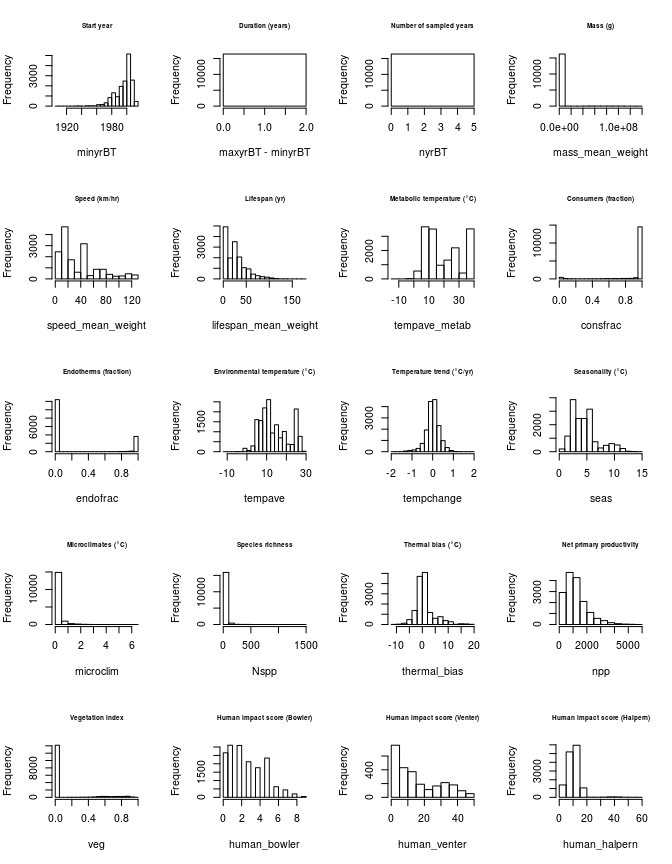 Start year
Frequency
0 3000
1920 1980
minyrBT
Duration (years)
Frequency
0 10000
0.0 1.0 2.0
maxyrBT - minyrBT
Number of sampled years
Frequency
0 10000
0 1 2 3 4 5
nyrBT
Mass (g)
Frequency
0 10000
0.0e+00 1.0e+08
mass_mean_weight
Speed (km/hr)
Frequency
0 3000
0 40 80 120
speed_mean_weight
Lifespan (yr)
Frequency
0 3000
0 50 150
lifespan_mean_weight
Metabolic temperature (°C)
Frequency
0 2000
-10 10 30
tempave_metab
Consumers (fraction)
Frequency
0 10000
0.0 0.4 0.8
consfrac
Endotherms (fraction)
Frequency
0 6000
0.0 0.4 0.8
endofrac
Environmental temperature (°C)
Frequency
0 1500
-10 10 30
tempave
Temperature trend (°C/yr)
Frequency
0 30000
-2 -1 0 1 2
tempchange
Seasonality (°C)
Frequency
0 2000
0 5 10 15
seas
Microclimates (°C)
Frequency
0 10000
0 2 4 6
microclim
Species richness
Frequency
0 10000
0 500 1500
Nspp
Thermal bias (°C)
Frequency
0 3000
-10 0 10 20
thermal_bias
Net primary productivity
Frequency
0 3000
0 2000 5000
npp
Vegetation index
Frequency
0 8000
0.0 0.4 0.8
veg
Human impact score (Bowler)
Frequency
0 1500
0 2 4 6 8
human_bowler
Human impact score (Venter)
Frequency
0 400
0 10 20 30 40
human_venter
Human impact score (Halpern)
Frequency
0 3000
0 10 20 30 40 50 60
human_halpern